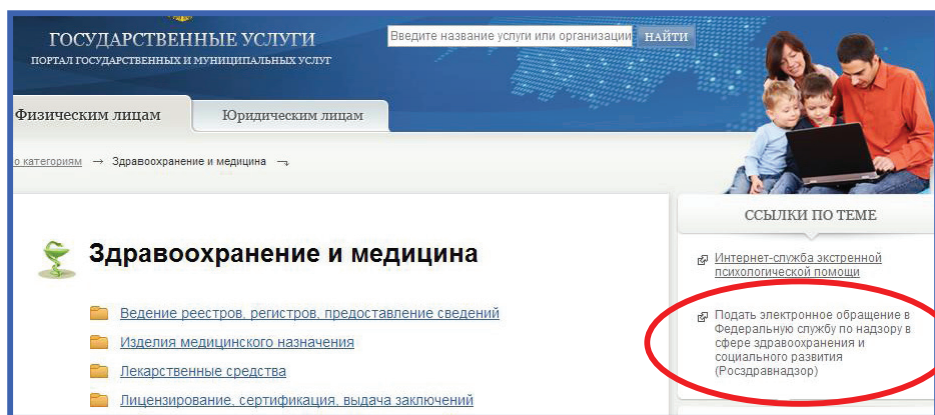 ГОСУДАРСТВЕННЫЕ УСЛУГИ
ПОРТАЛ ГОСУДАРСТВЕННЫХ И МУНИЦИПАЛЬНЫХ УСЛУГ
Введите название услуги или организации
НАЙТИ
Физическим лицам
Юридическим лицам
о категориям → Здравоохранение и медицина
Здравоохранение и медицина
Ведение реестров, регистров, предоставление сведений
Изделия медицинского назначения
Лекарственные средства
Лицензирование, сертификация, выдача заключений
ССЫЛКИ ПО ТЕМЕ
Интернет-служба экстренной
психологической помощи
Подать электронное обращение в
Федеральную службу по надзору в
сфере здравоохранения и
социального развития
(Росздравнадзор)